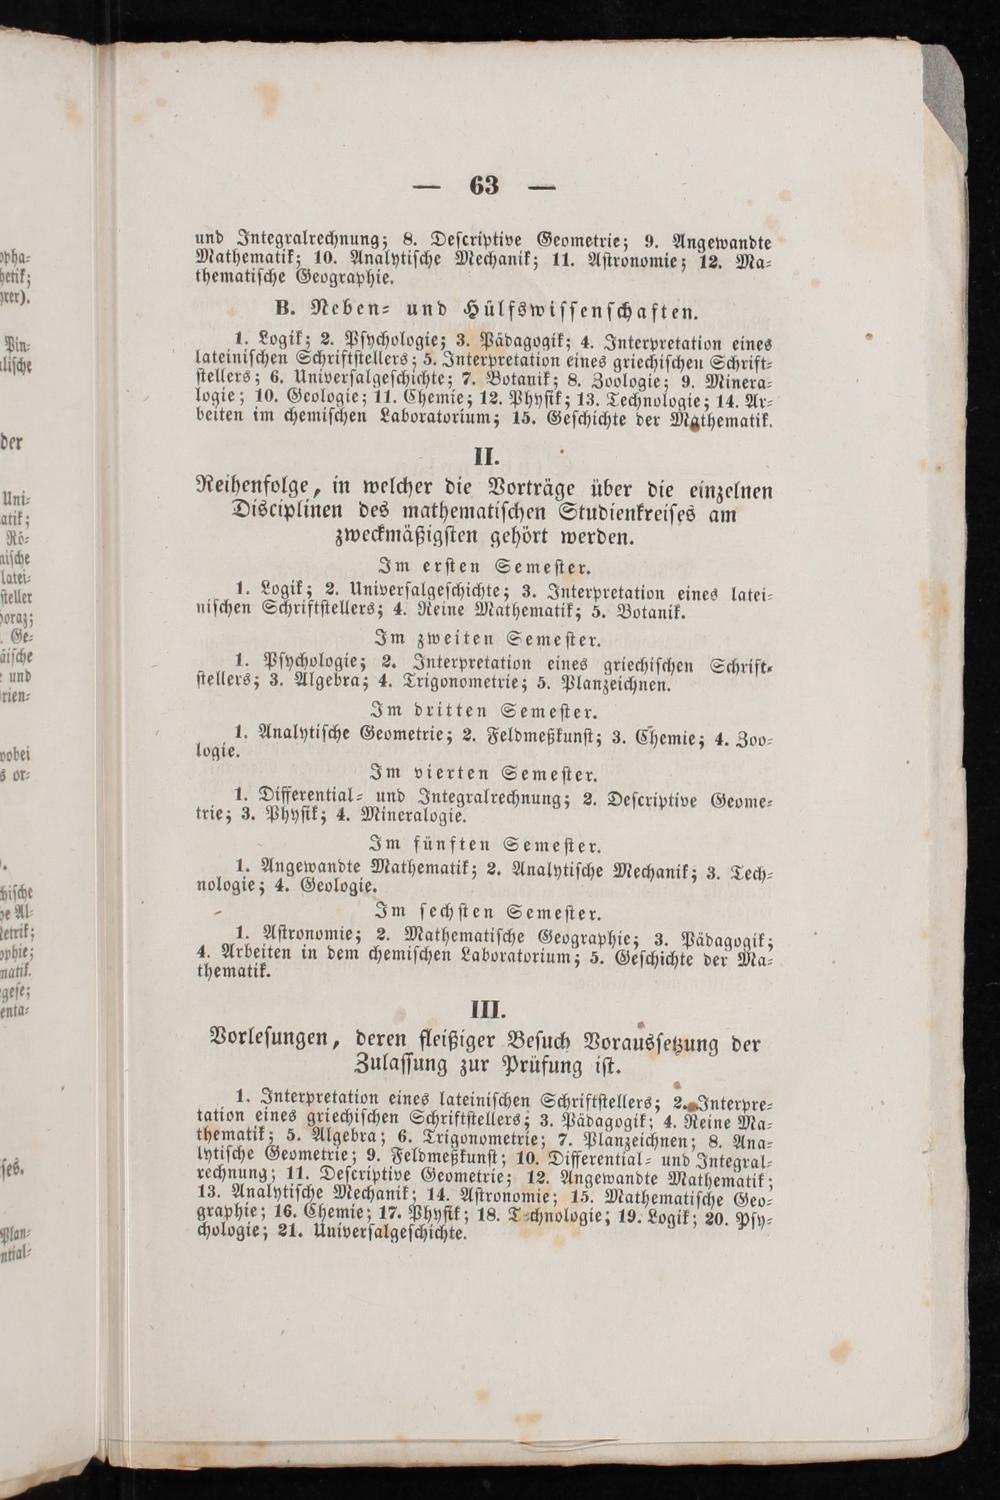 — 63 —
und Integralrechnung; 8. Descriptive Geometrie; 9. Angewandte
Mathematik; 10. Analytische Mechanik; 11. Astronomie; 12. Ma-
thematische Geographie.
B. Neben- und Hülfswissenschaften.
1. Logik; 2. Psychologie; 3. Pädagogik; 4. Interpretation eines
lateinischen Schriftstellers; 5. Interpretation eines griechischen Schrift-
stellers; 6. Universalgeschichte; 7. Botanik; 8. Zoologie; 9. Minera-
logie; 10. Geologie; 11. Chemie; 12. Physik; 13. Technologie; 14. Ar-
beiten im chemischen Laboratorium; 15. Geschichte der Mathematik.
II.
Reihenfolge, in welcher die Vorträge über die einzelnen
Disciplinen des mathematischen Studienkreises am
zweckmäßigsten gehört werden.
Im ersten Semester.
1. Logik; 2. Universalgeschichte; 3. Interpretation eines latei-
nischen Schriftstellers; 4. Reine Mathematik; 5. Botanik.
Im zweiten Semester.
1. Psychologie; 2. Interpretation eines griechischen Schrift-
stellers; 3. Algebra; 4. Trigonometrie; 5. Planzeichnen.
Im dritten Semester.
1. Analytische Geometrie; 2. Feldmeßkunst; 3. Chemie; 4. Zoo-
logie.
Im vierten Semester.
1. Differential- und Integralrechnung; 2. Descriptive Geome-
trie; 3. Physik; 4. Mineralogie.
Im fünften Semester.
1. Angewandte Mathematik; 2. Analytische Mechanik; 3. Tech-
nologie; 4. Geologie.
Im sechsten Semester.
1. Astronomie; 2. Mathematische Geographie; 3. Pädagogik;
4. Arbeiten in dem chemischen Laboratorium; 5. Geschichte der Ma-
thematik.
III.
Vorlesungen, deren fleißiger Besuch Voraussetzung der
Zulassung zur Prüfung ist.
1. Interpretation eines lateinischen Schriftstellers; 2. Interpre-
tation eines griechischen Schriftstellers; 3. Pädagogik; 4. Reine Ma-
thematik; 5. Algebra; 6. Trigonometrie; 7. Planzeichnen; 8. Ana-
lytische Geometrie; 9. Feldmeßkunst; 10. Differential- und Integral-
rechnung; 11. Descriptive Geometrie; 12. Angewandte Mathematik;
13. Analytische Mechanik; 14. Astronomie; 15. Mathematische Geo-
graphie; 16. Chemie; 17. Physik; 18. Technologie; 19. Logik; 20. Psy-
chologie; 21. Universalgeschichte.